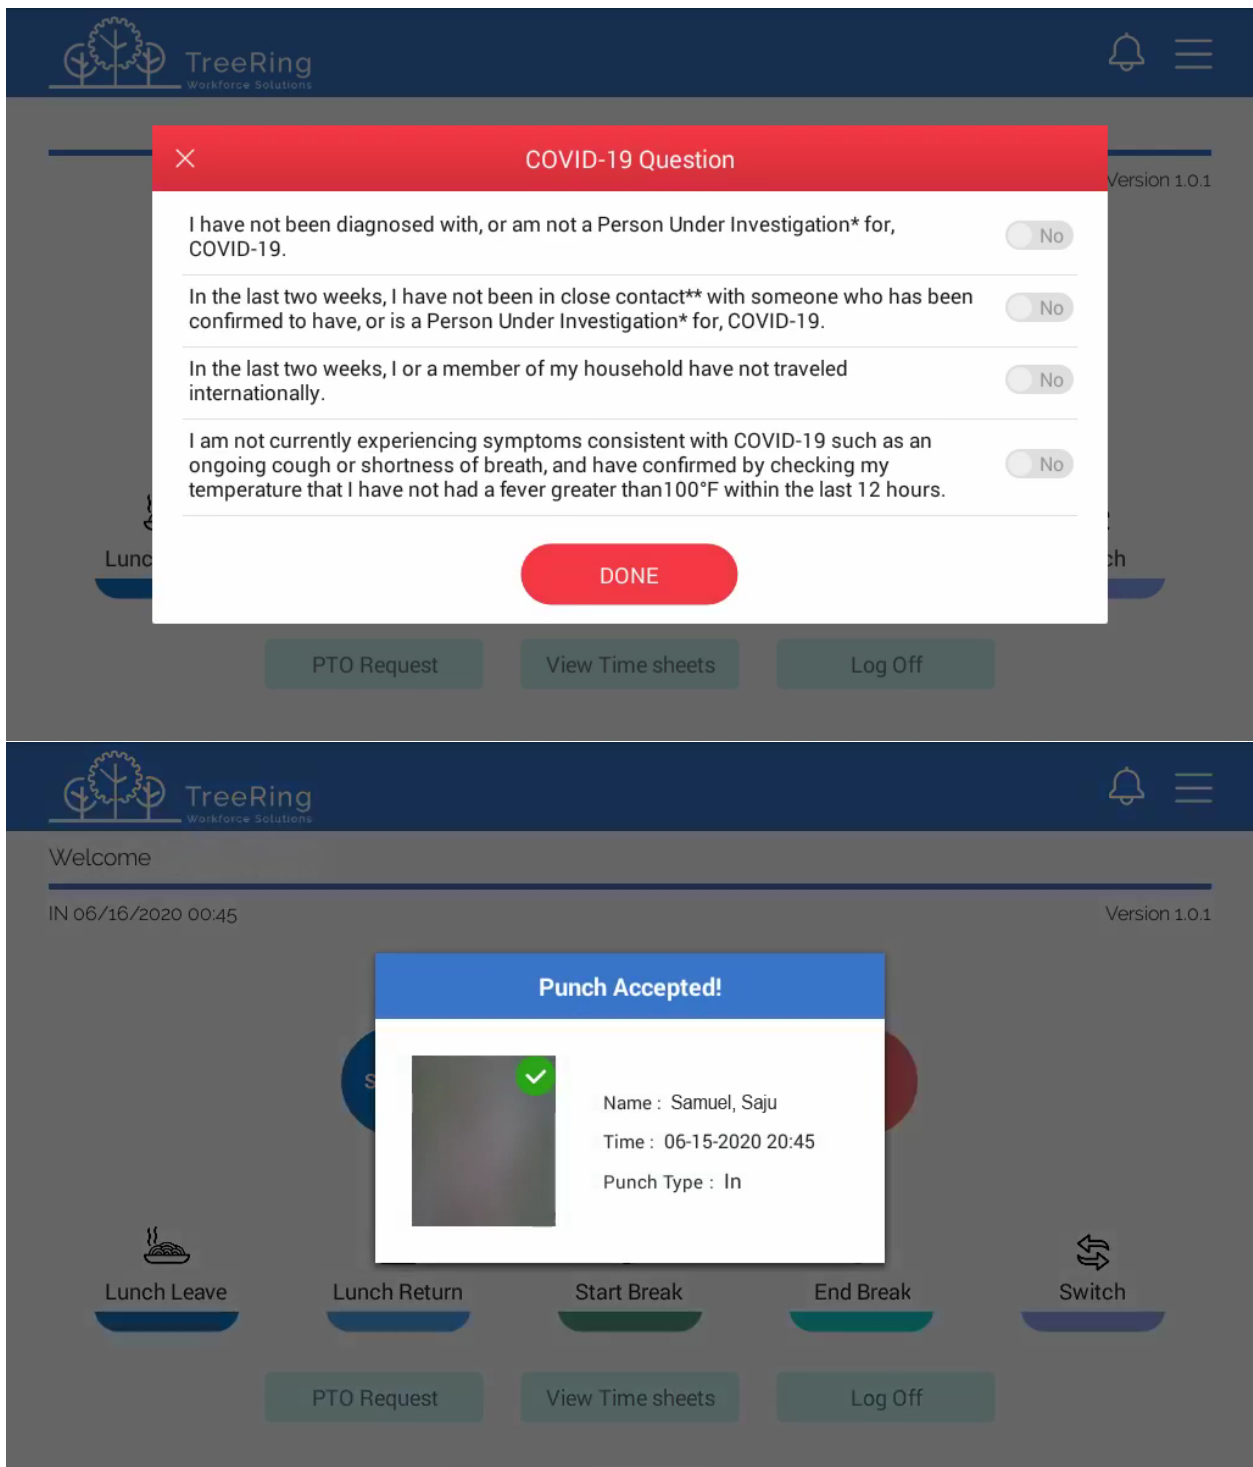 TreeRing
Workforce Solutions
COVID-19 Question
Version 1.0.1
I have not been diagnosed with, or am not a Person Under Investigation* for,
COVID-19.
No
In the last two weeks, I have not been in close contact** with someone who has been
confirmed to have, or is a Person Under Investigation* for, COVID-19.
No
In the last two weeks, I or a member of my household have not traveled
internationally.
No
I am not currently experiencing symptoms consistent with COVID-19 such as an
ongoing cough or shortness of breath, and have confirmed by checking my
temperature that I have not had a fever greater than100°F within the last 12 hours.
No
Lunc
ch
DONE
PTO Request
View Time sheets
Log Off
TreeRing
Workforce Solutions
Welcome
IN 06/16/2020 00:45
Version 1.0.1
Punch Accepted!
S
Name : Samuel, Saju
Time : 06-15-2020 20:45
Punch Type : In
Lunch Leave
Lunch Return
Start Break
End Break
Switch
PTO Request
View Time sheets
Log Off